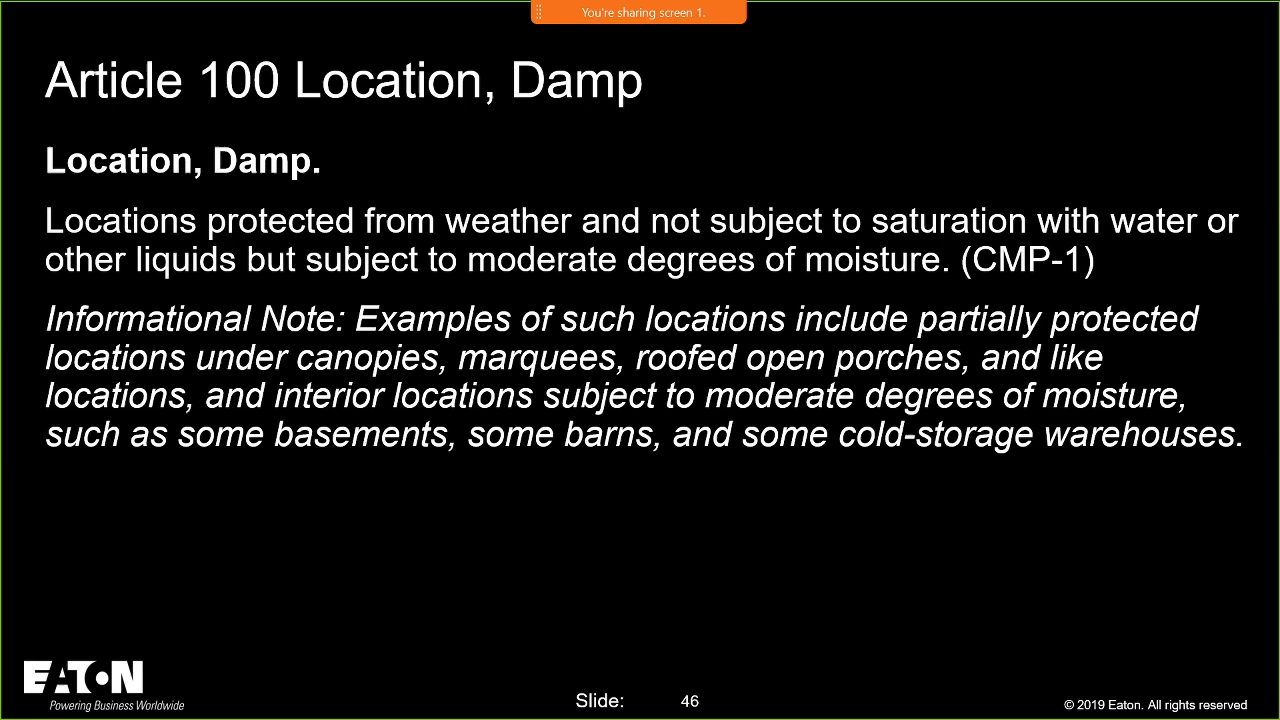 You're sharing screen 1.
Article 100 Location, Damp
Location, Damp.
Locations protected from weather and not subject to saturation with water or
other liquids but subject to moderate degrees of moisture. (CMP-1)
Informational Note: Examples of such locations include partially protected
locations under canopies, marquees, roofed open porches, and like
locations, and interior locations subject to moderate degrees of moisture,
such as some basements, some barns, and some cold-storage warehouses.
EATON
Powering Business Worldwide
Slide: 46
© 2019 Eaton. All rights reserved